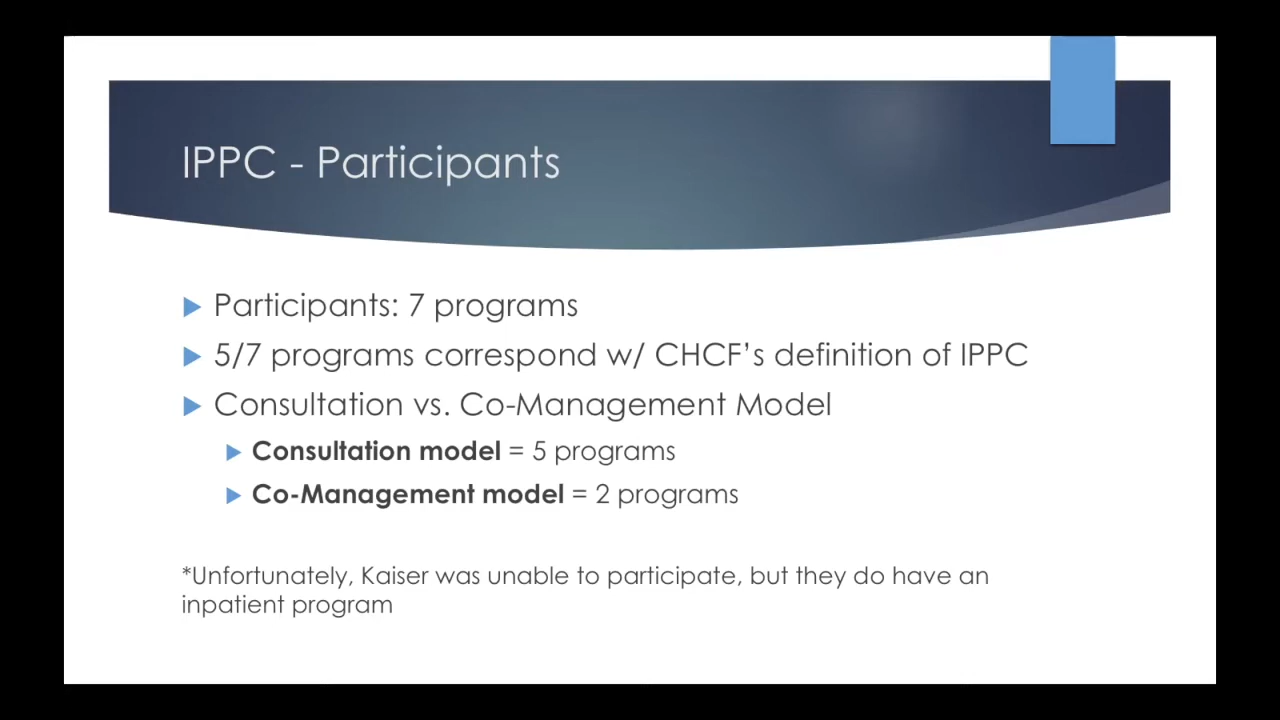 IPPC - Participants
Participants: 7 programs
5/7 programs correspond w/ CHCF’s definition of IPPC
Consultation vs. Co-Management Model
Consultation model = 5 programs
Co-Management model = 2 programs
*Unfortunately, Kaiser was unable to participate, but they do have an
inpatient program